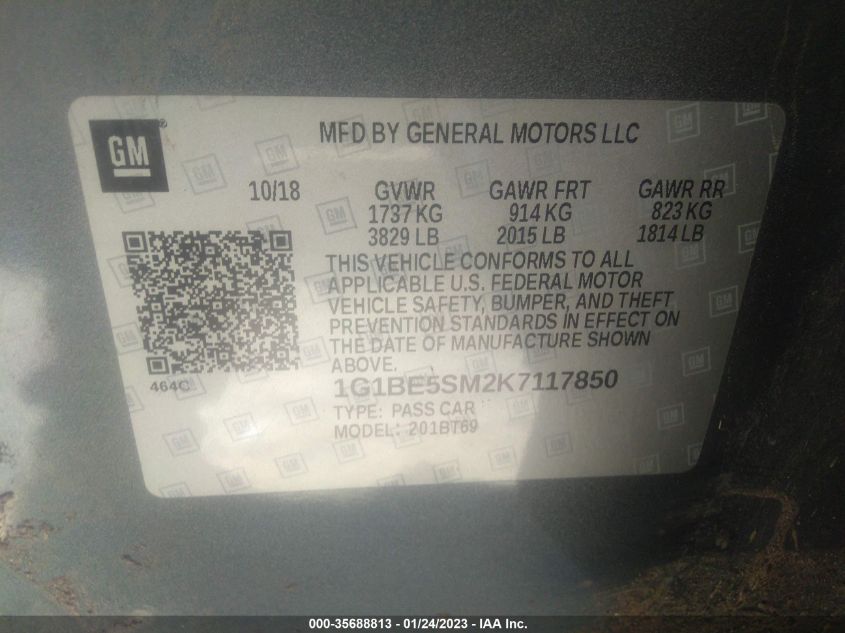 GM
MFD BY GENERAL MOTORS LLC
10/18 GVWR GAWR FRT GAWR RR
1737 KG 914 KG 823 KG
3829 LB 2015 LB 1814 LB
THIS VEHICLE CONFORMS TO ALL
APPLICABLE U.S. FEDERAL MOTOR
VEHICLE SAFETY, BUMPER, AND THEFT
PREVENTION STANDARDS IN EFFECT ON
THE DATE OF MANUFACTURE SHOWN
ABOVE.
464C
1G1BE5SM2K7117850
TYPE: PASS CAR
MODEL: 201BT69
000-35688813 - 01/24/2023 - IAA Inc.